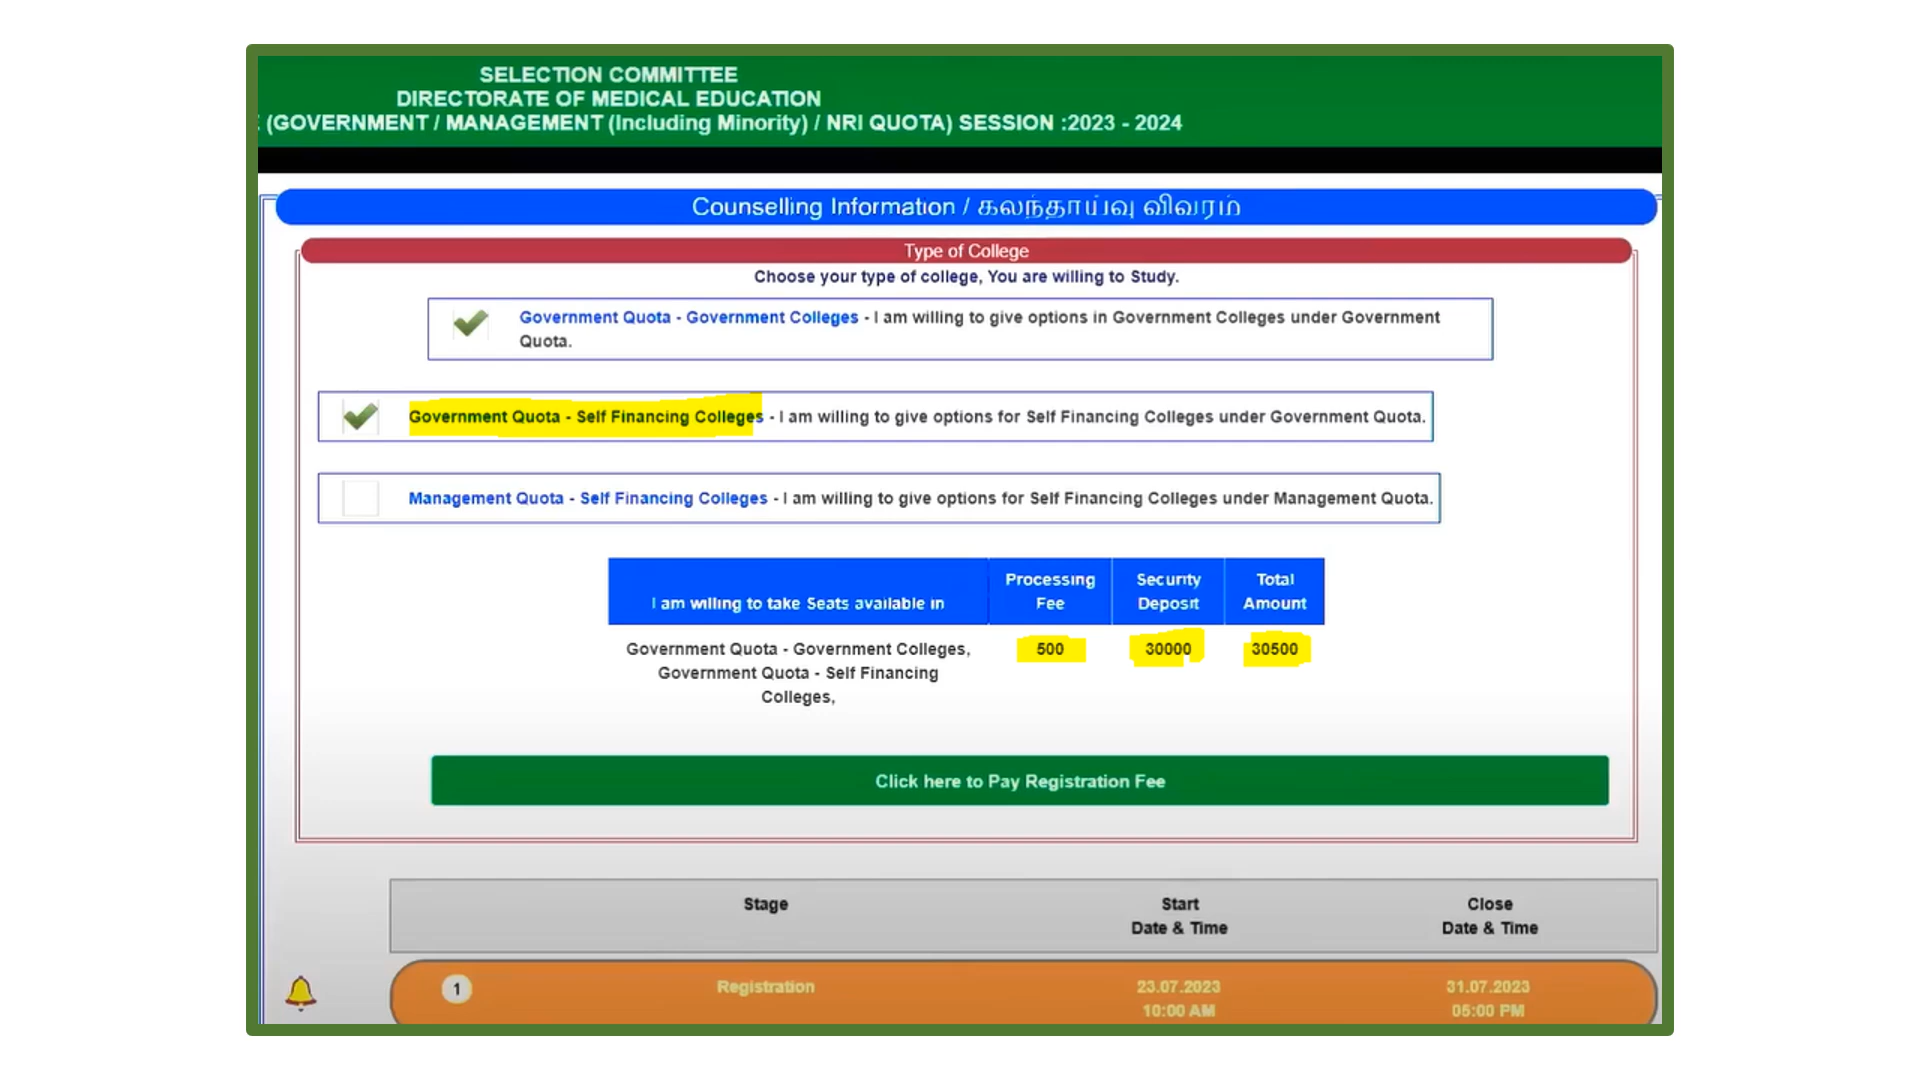 SELECTION COMMITTEE
DIRECTORATE OF MEDICAL EDUCATION
(GOVERNMENT / MANAGEMENT (Including Minority) / NRI QUOTA) SESSION :2023 - 2024
Counselling Information / கலந்தாய்வு விவரம்
Type of College
Choose your type of college, You are willing to Study.
Government Quota - Government Colleges - I am willing to give options in Government Colleges under Government
Quota.
Government Quota - Self Financing Colleges - I am willing to give options for Self Financing Colleges under Government Quota.
Management Quota - Self Financing Colleges - I am willing to give options for Self Financing Colleges under Management Quota.
I am willing to take Seats available in Processing Fee Security Deposit Total Amount
Government Quota - Government Colleges, 500 30000 30500
Government Quota - Self Financing
Colleges,
Click here to Pay Registration Fee
Stage Start Close
Date & Time Date & Time
1 Registration 23.07.2023 31.07.2023
10:00 AM 05:00 PM